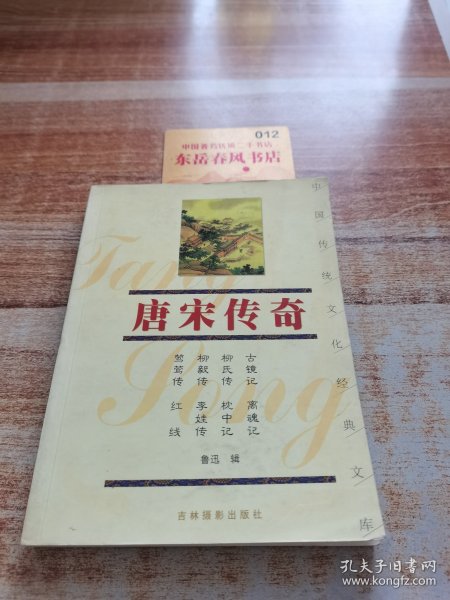 012
中国著名优质二手书店
东岳春风书店
中国传统文化经典文库
Tang
Song
唐宋传奇
莺莺传
柳毅传
柳氏传
古镜记
红线
李娃传
枕中记
离魂记
鲁迅 辑
吉林摄影出版社
孔夫子旧书网
www.kongfz.com